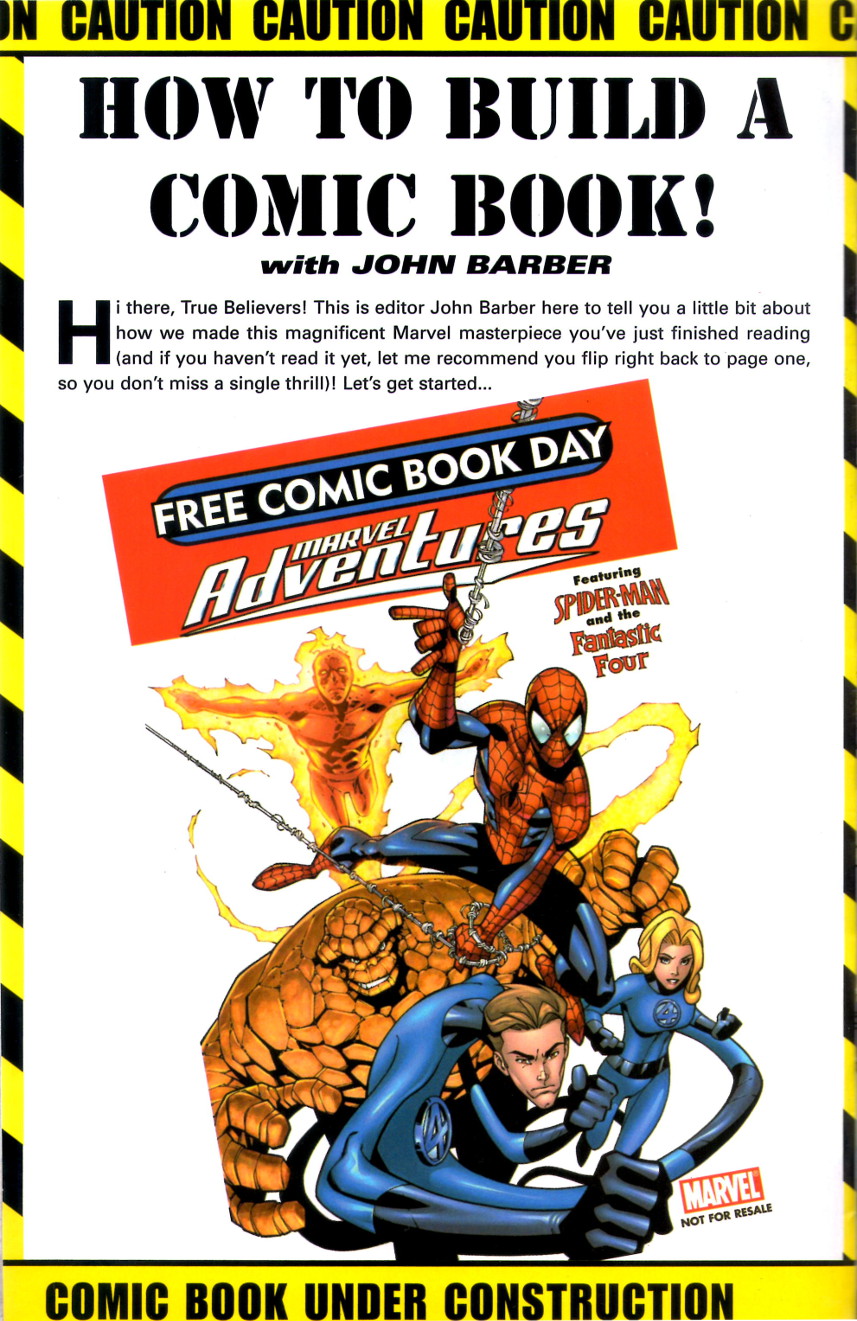 ON CAUTION CAUTION CAUTION CAUTION C
HOW TO BUILD A
COMIC BOOK!
with JOHN BARBER
Hi there, True Believers! This is editor John Barber here to tell you a little bit about
how we made this magnificent Marvel masterpiece you've just finished reading
(and if you haven't read it yet, let me recommend you flip right back to page one,
so you don't miss a single thrill)! Let's get started...
FREE COMIC BOOK DAY
MARVEL
Adventures
Featuring
SPIDER-MAN
and the
Fantastic
Four
4
4
MARVEL®
NOT FOR RESALE
COMIC BOOK UNDER CONSTRUCTION